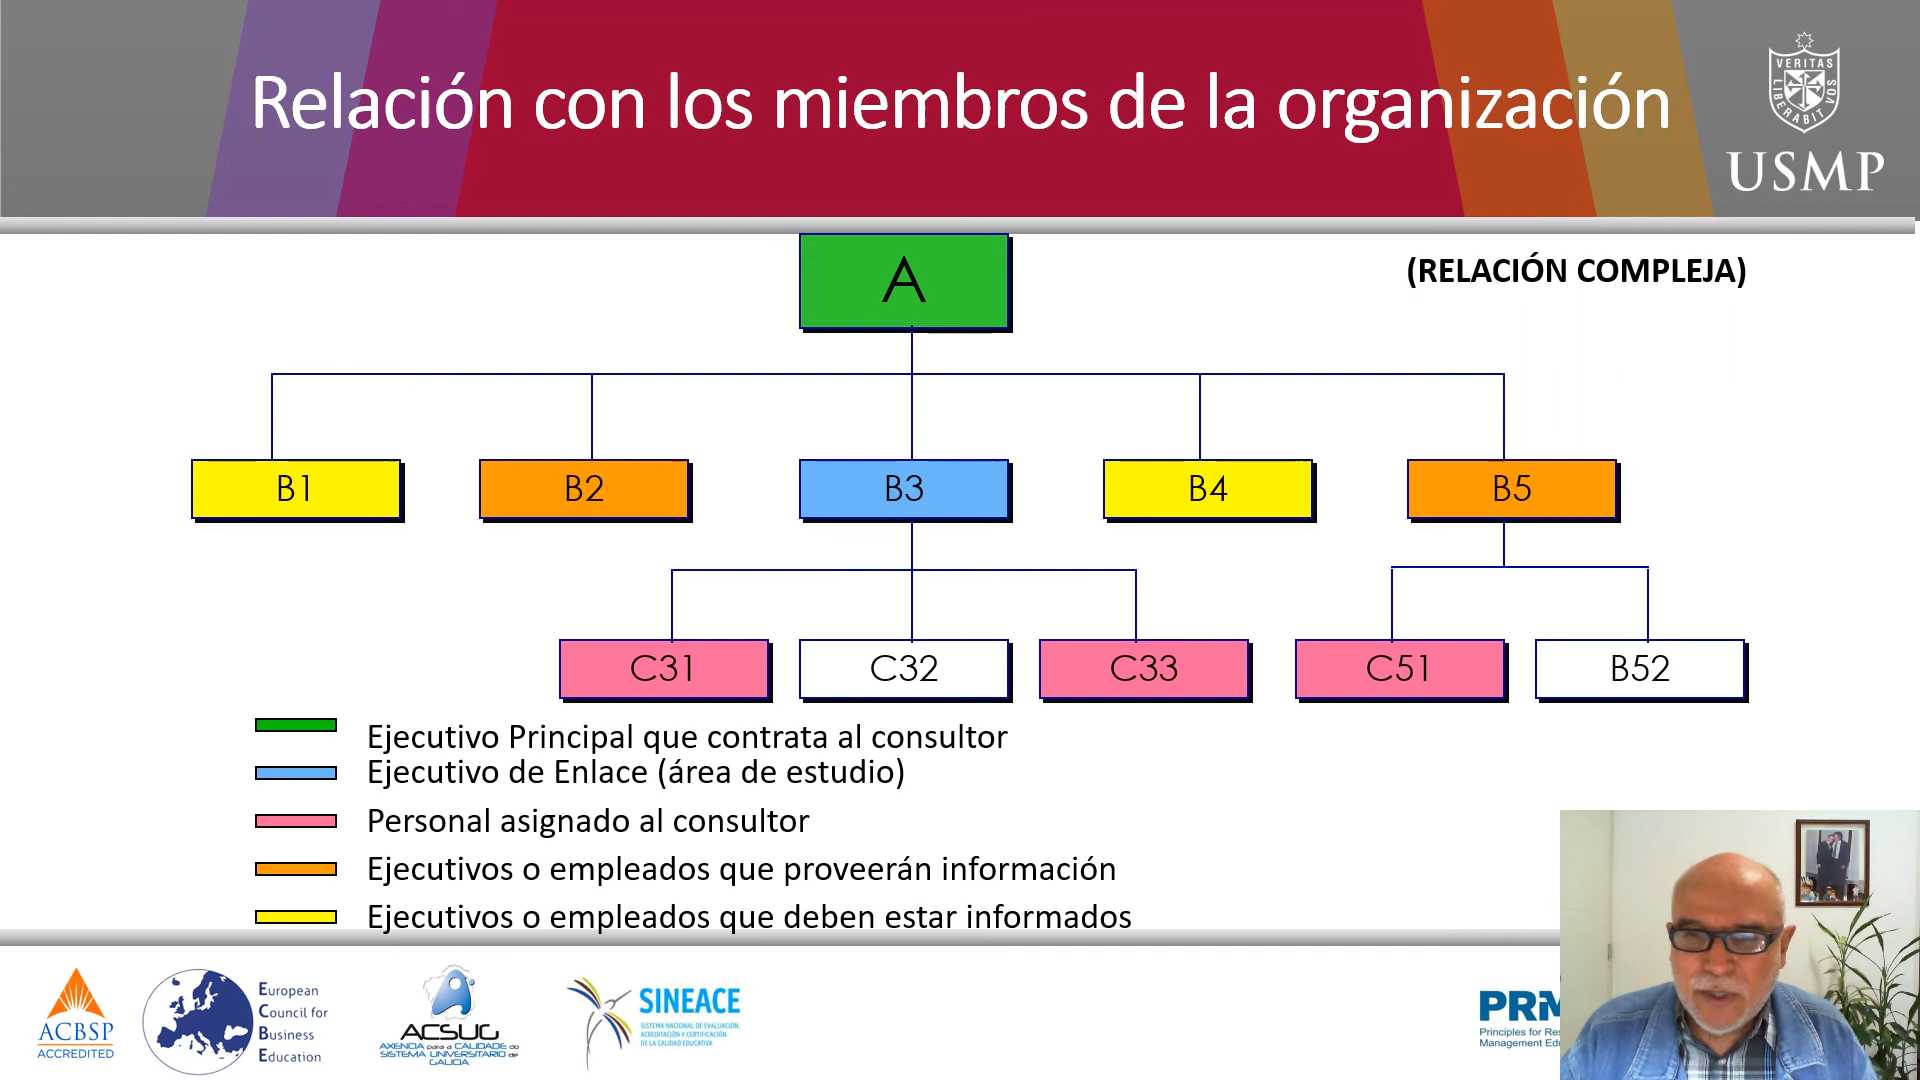 Relación con los miembros de la organización
VERITAS
LIBERABIT VOS
USMP
A
(RELACIÓN COMPLEJA)
B1
B2
B3
B4
B5
C31
C32
C33
C51
B52
Ejecutivo Principal que contrata al consultor
Ejecutivo de Enlace (área de estudio)
Personal asignado al consultor
Ejecutivos o empleados que proveerán información
Ejecutivos o empleados que deben estar informados
ACBSP
ACCREDITED
European
Council for
Business
Education
ACSUG
AXENCIA para a CALIDADE do
SISTEMA UNIVERSITARIO de
GALICIA
SINEACE
SISTEMA NACIONAL DE EVALUACIÓN,
ACREDITACIÓN Y CERTIFICACIÓN
DE LA CALIDAD EDUCATIVA
PRM
Principles for Res
Management Edu